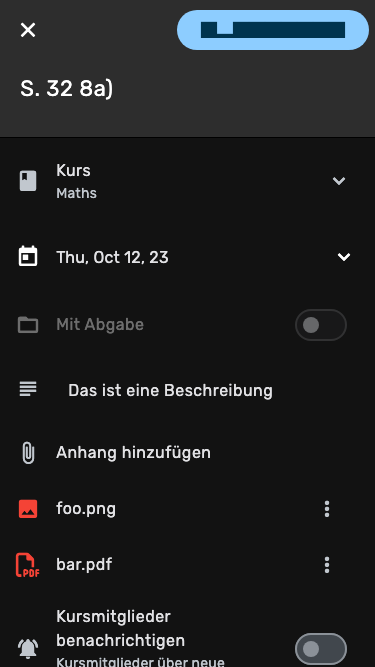 S. 32 8a)
Kurs
Maths
Thu, Oct 12, 23
Mit Abgabe
Das ist eine Beschreibung
Anhang hinzufügen
foo.png
PDF
bar.pdf
Kursmitglieder
benachrichtigen
Kursmitglieder über neue